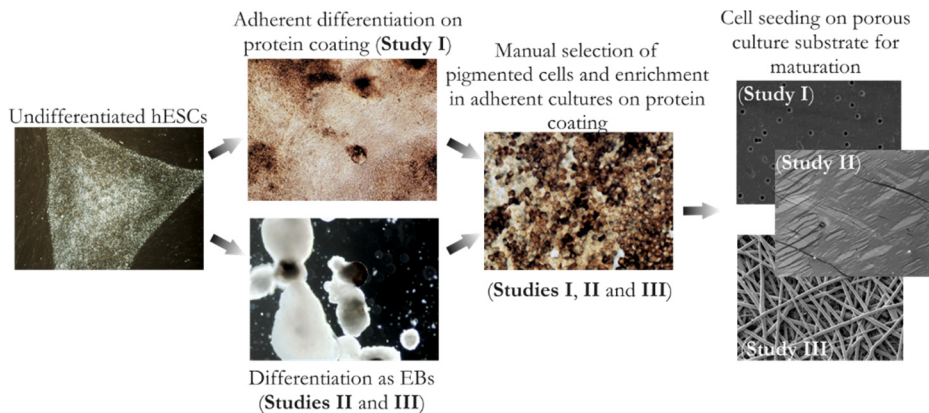 Undifferentiated hESCs
Adherent differentiation on
protein coating (Study I)
Differentiation as EBs
(Studies II and III)
Manual selection of
pigmented cells and enrichment
in adherent cultures on protein
coating
(Studies I, II and III)
Cell seeding on porous
culture substrate for
maturation
(Study I)
(Study II)
(Study III)